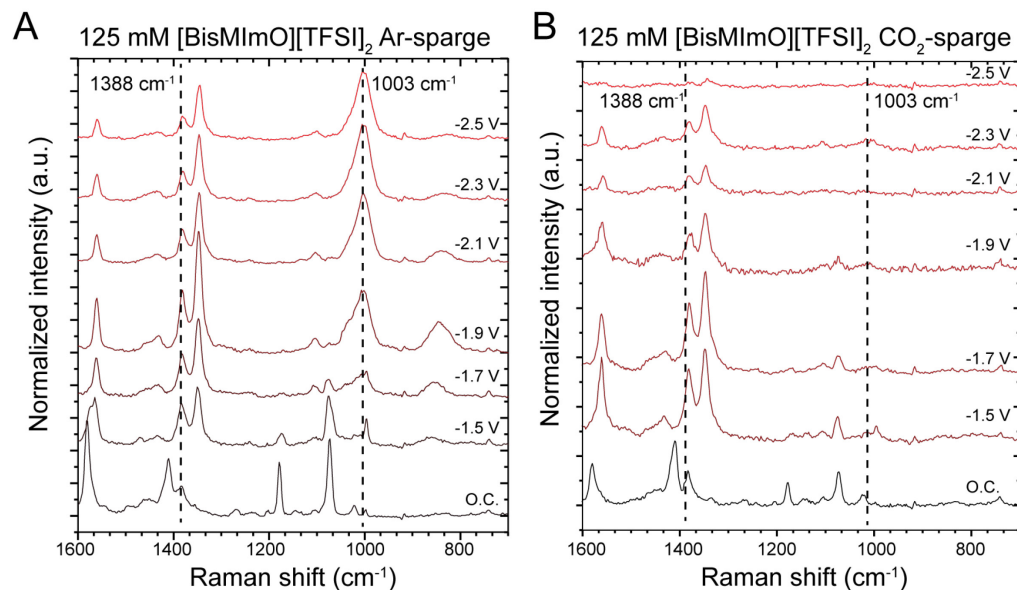 A
125 mM [BisMImO][TFSI]2 Ar-sparge
1388 cm-1
1003 cm-1
-2.5 V
-2.3 V
-2.1 V
-1.9 V
-1.7 V
-1.5 V
O.C.
Normalized intensity (a.u.)
1600 1400 1200 1000 800
Raman shift (cm-1)
B
125 mM [BisMImO][TFSI]2 CO2-sparge
1388 cm-1
1003 cm-1
-2.5 V
-2.3 V
-2.1 V
-1.9 V
-1.7 V
-1.5 V
O.C.
Normalized intensity (a.u.)
1600 1400 1200 1000 800
Raman shift (cm-1)